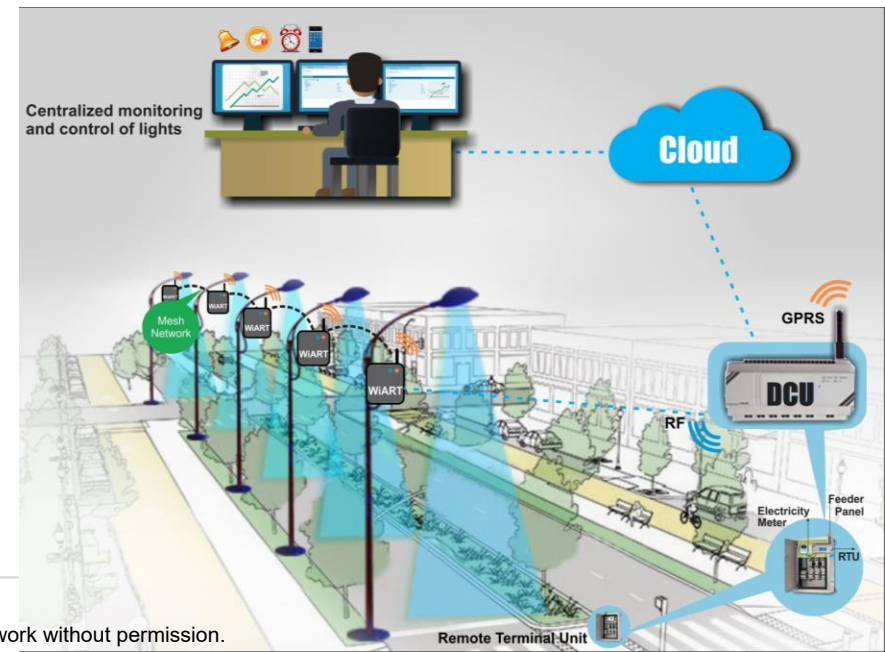 Centralized monitoring
and control of lights
Cloud
GPRS
DCU
WiART
WiART
WiART
WiART
WiART
Mesh
Network
RF
Electricity
Meter
Feeder
Panel
RTU
Remote Terminal Unit
work without permission.